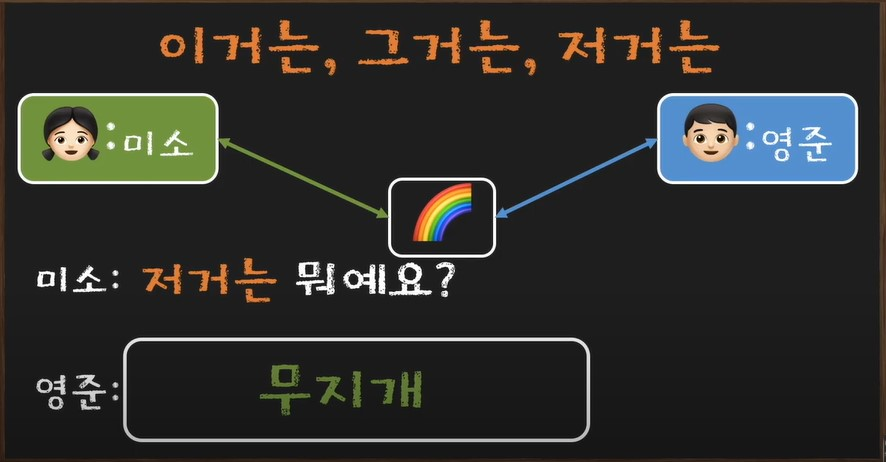 이거는, 그거는, 저거는
:미소
:영준
미소: 저거는 뭐예요?
영준:
무지개